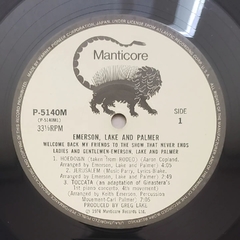 Manticore
P-5140M
(P-5140W1)
33⅓RPM
SIDE
1
EMERSON, LAKE AND PALMER
WELCOME BACK MY FRIENDS TO THE SHOW THAT NEVER ENDS
LADIES AND GENTLEMEN-EMERSON, LAKE AND PALMER
1. HOEDOWN (taken from RODEO) (Aaron Copland,
Arranged by Emerson, Lake and Palmer) 4:05
2. JERUSALEM (Music:Parry, Lyrics:Blake,
Arranged by Emerson, Lake and Palmer) 2:49
3. TOCCATA (an adaptation of Ginastera's
1st piano concerto, 4th movement)
(Arranged by Keith Emerson, Percussion
Movement-Carl Palmer)
PRODUCED BY GREG LAKE
Manticore Records Ltd.